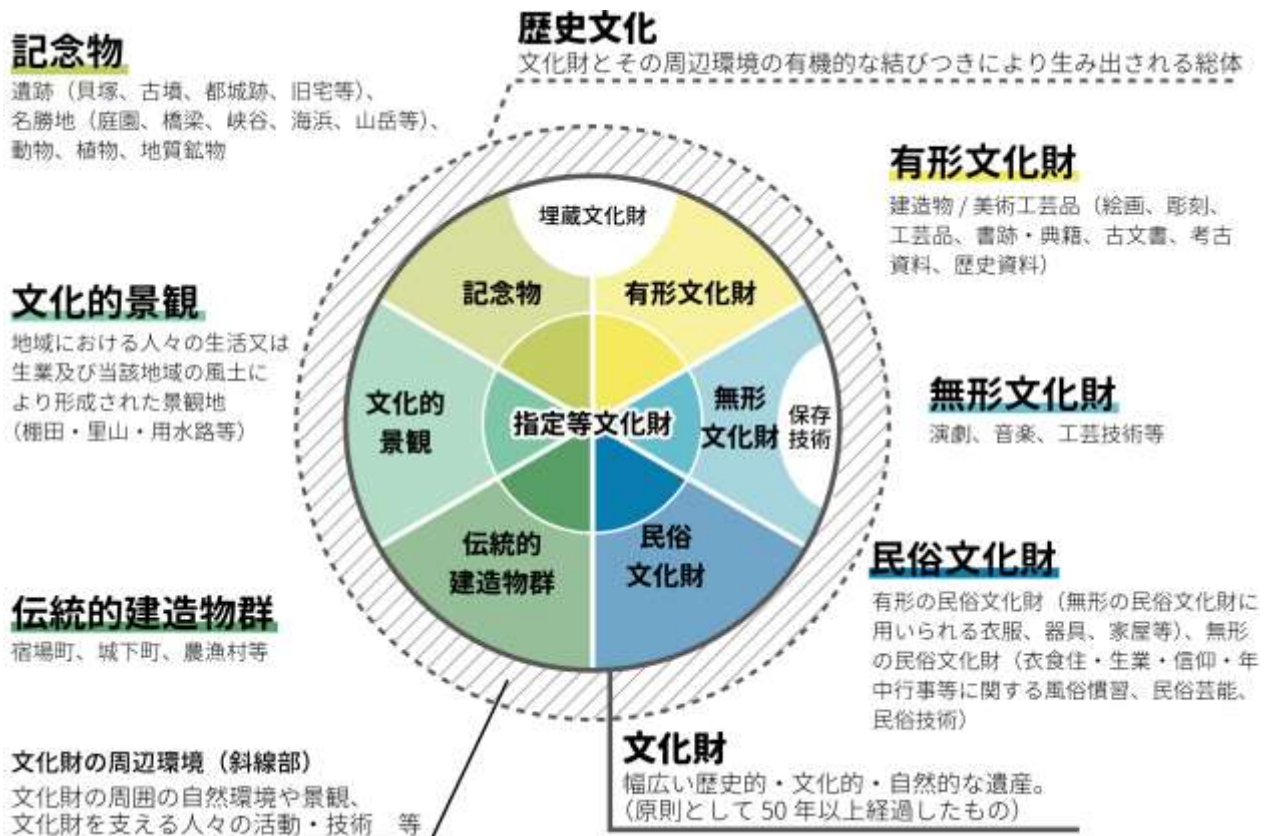 歴史文化
文化財とその周辺環境の有機的な結びつきにより生み出される総体
記念物
遺跡（貝塚、古墳、都城跡、旧宅等）、
名勝地（庭園、橋梁、峡谷、海浜、山岳等）、
動物、植物、地質鉱物
有形文化財
建造物 / 美術工芸品（絵画、彫刻、
工芸品、書跡・典籍、古文書、考古
資料、歴史資料）
文化的景観
地域における人々の生活又は
生業及び当該地域の風土に
より形成された景観地
（棚田・里山・用水路等）
無形文化財
演劇、音楽、工芸技術等
伝統的建造物群
宿場町、城下町、農漁村等
民俗文化財
有形の民俗文化財（無形の民俗文化財に
用いられる衣服、器具、家屋等）、無形
の民俗文化財（衣食住・生業・信仰・年
中行事等に関する風俗慣習、民俗芸能、
民俗技術）
埋蔵文化財
記念物
有形文化財
文化的
景観
指定等文化財
無形
文化財
保存
技術
伝統的
建造物群
民俗
文化財
文化財の周辺環境（斜線部）
文化財の周囲の自然環境や景観、
文化財を支える人々の活動・技術　等
文化財
幅広い歴史的・文化的・自然的な遺産。
（原則として 50 年以上経過したもの）